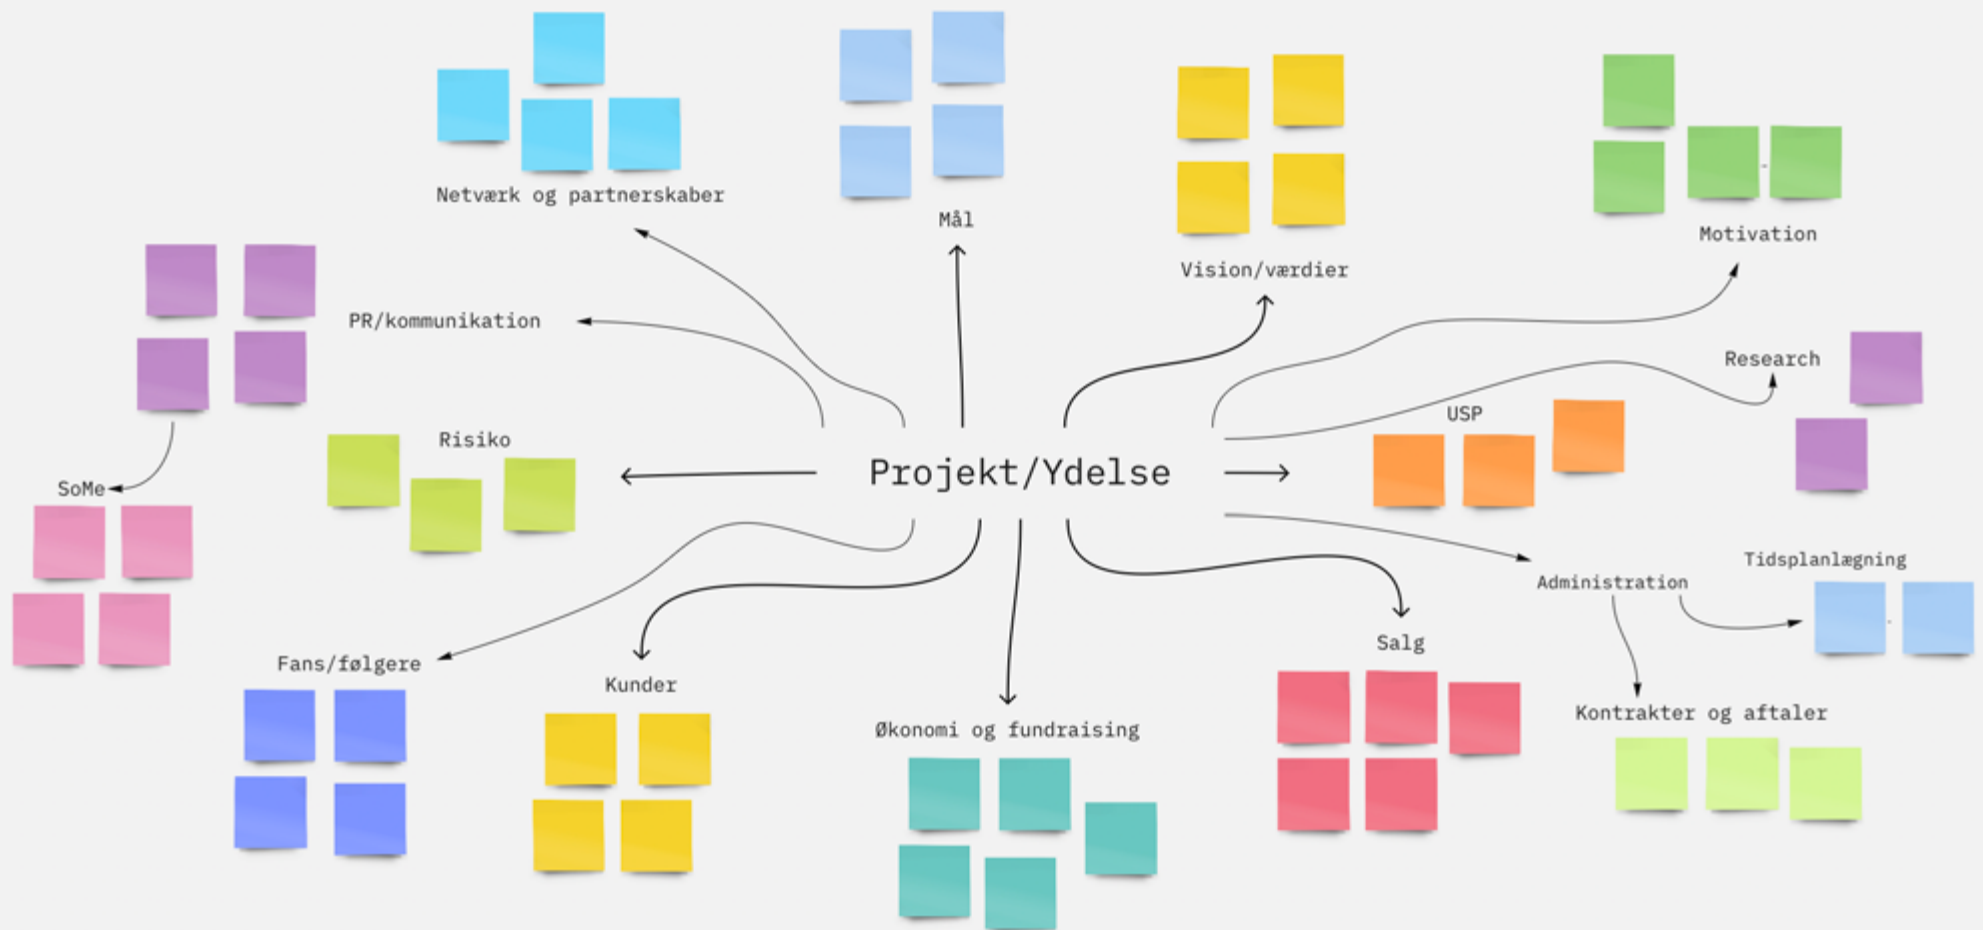 Netværk og partnerskaber
Mål
Vision/værdier
Motivation
PR/kommunikation
Research
USP
Risiko
Projekt/Ydelse
SoMe
Tidsplanlægning
Administration
Salg
Fans/følgere
Kunder
Kontrakter og aftaler
Økonomi og fundraising